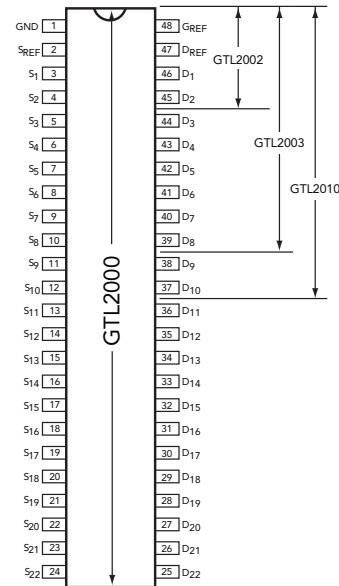 GND 1 48 GREF
SREF 2 47 DREF
S1 3 46 D1
GTL2002
S2 4 45 D2
S3 5 44 D3
S4 6 43 D4
GTL2003
S5 7 42 D5
S6 8 41 D6
GTL2010
S7 9 40 D7
S8 10 39 D8
S9 11 38 D9
S10 12 37 D10
GTL2000
S11 13 36 D11
S12 14 35 D12
S13 15 34 D13
S14 16 33 D14
S15 17 32 D15
S16 18 31 D16
S17 19 30 D17
S18 20 29 D18
S19 21 28 D19
S20 22 27 D20
S21 23 26 D21
S22 24 25 D22